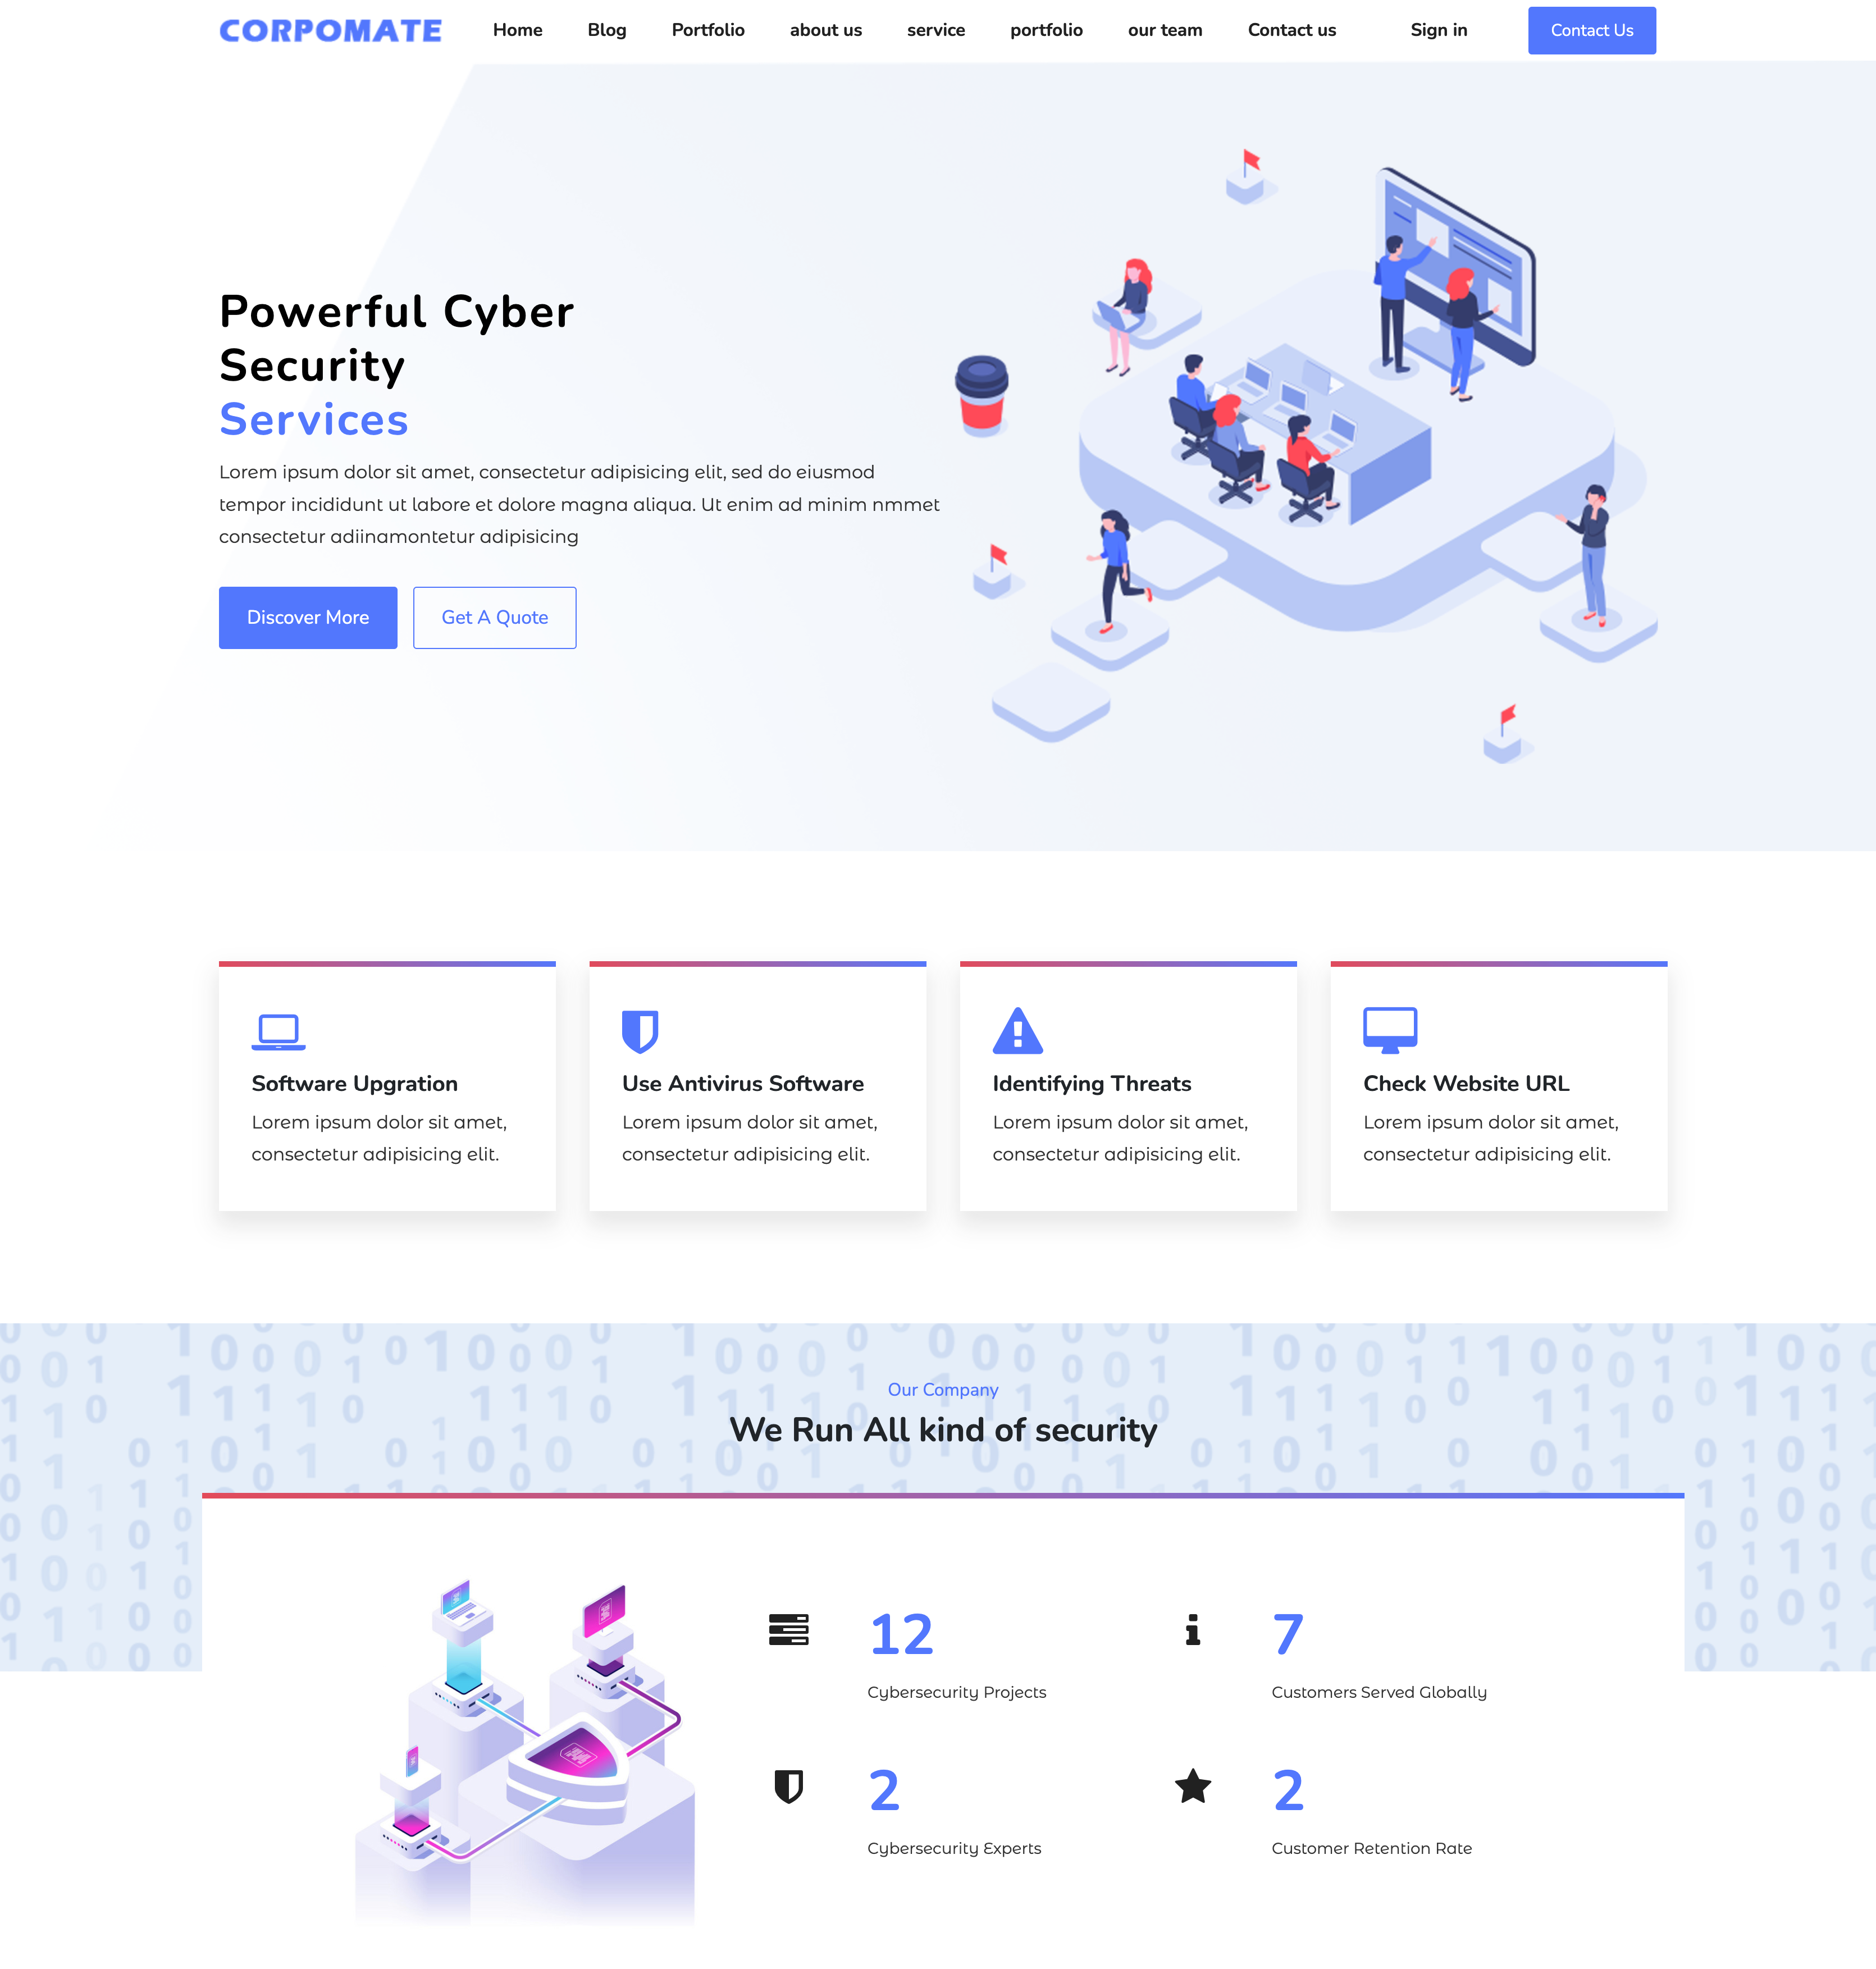 CORPOMATE Home Blog Portfolio about us service portfolio our team Contact us Sign in Contact Us
Powerful Cyber
Security
Services
Lorem ipsum dolor sit amet, consectetur adipisicing elit, sed do eiusmod
tempor incididunt ut labore et dolore magna aliqua. Ut enim ad minim nmmet
consectetur adiinamontetur adipisicing
Discover More Get A Quote
Software Upgration
Lorem ipsum dolor sit amet,
consectetur adipisicing elit.
Use Antivirus Software
Lorem ipsum dolor sit amet,
consectetur adipisicing elit.
Identifying Threats
Lorem ipsum dolor sit amet,
consectetur adipisicing elit.
Check Website URL
Lorem ipsum dolor sit amet,
consectetur adipisicing elit.
Our Company
We Run All kind of security
12
Cybersecurity Projects
7
Customers Served Globally
2
Cybersecurity Experts
2
Customer Retention Rate